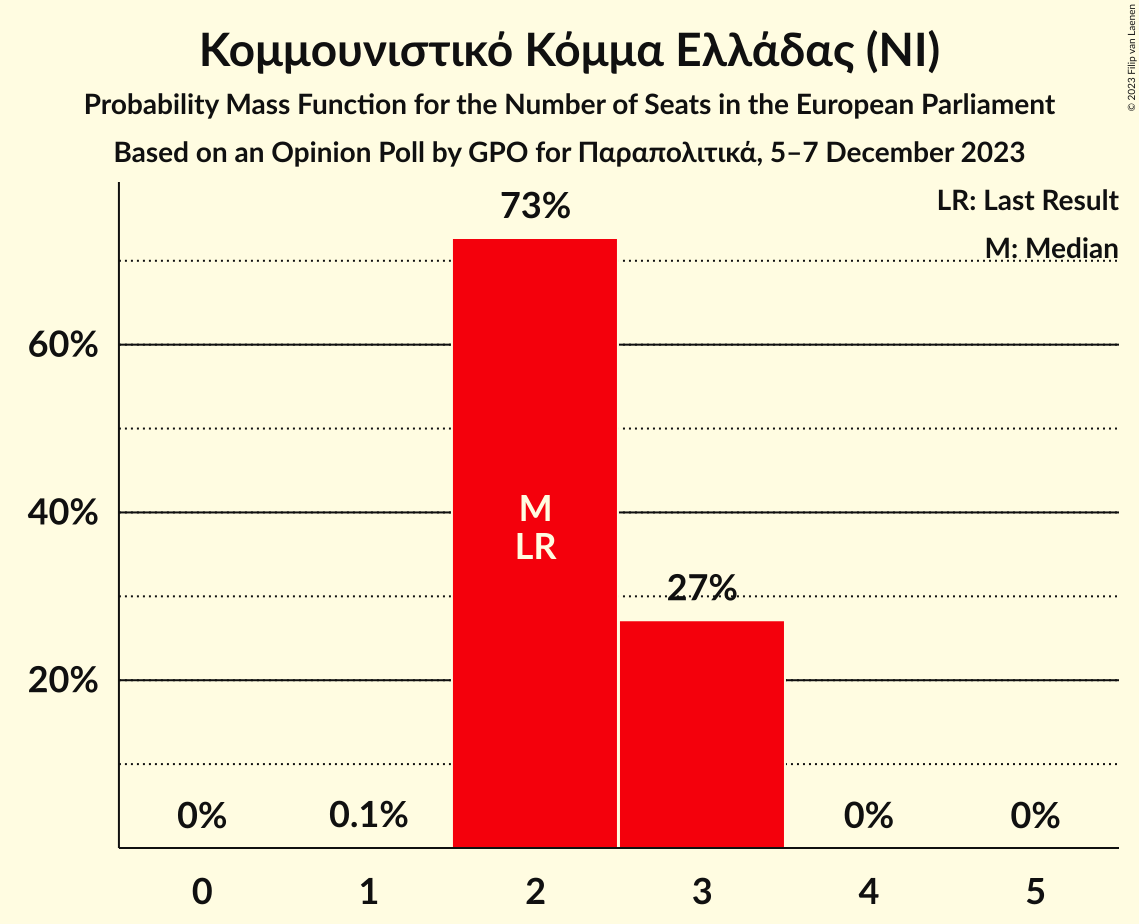 Κομμουνιστικό Κόμμα Ελλάδας (NI)
Probability Mass Function for the Number of Seats in the European Parliament
Based on an Opinion Poll by GPO for Παραπολιτικά, 5–7 December 2023
© 2023 Filip van Laenen
LR: Last Result
M: Median
73%
60%
40%
20%
M
LR
27%
0%
0.1%
0%
0%
0 1 2 3 4 5